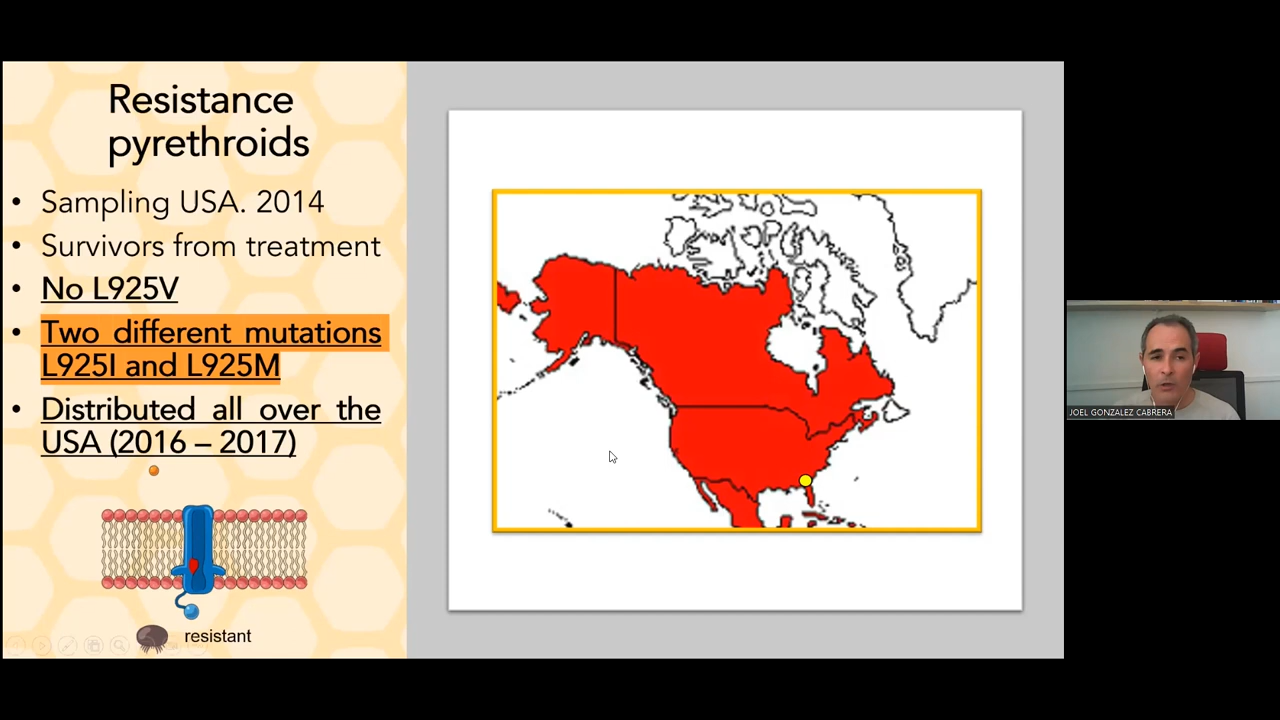 Resistance
pyrethroids
• Sampling USA. 2014
• Survivors from treatment
• No L925V
• Two different mutations
L925I and L925M
• Distributed all over the
USA (2016 – 2017)
resistant
JOEL GONZALEZ CABRERA